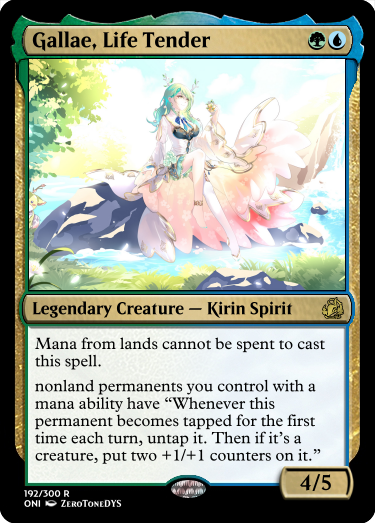 Gallae, Life Tender
Legendary Creature — Kirin Spirit
Mana from lands cannot be spent to cast
this spell.
nonland permanents you control with a
mana ability have “Whenever this
permanent becomes tapped for the first
time each turn, untap it. Then if it’s a
creature, put two +1/+1 counters on it.”
4/5
192/300 R
ONI ZeroToneDYS